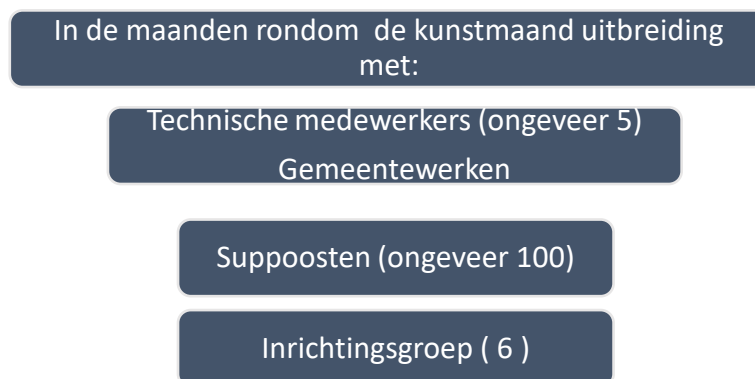 In de maanden rondom  de kunstmaand uitbreiding
met:
Technische medewerkers (ongeveer 5)
Gemeentewerken
Suppoosten (ongeveer 100)
Inrichtingsgroep ( 6 )